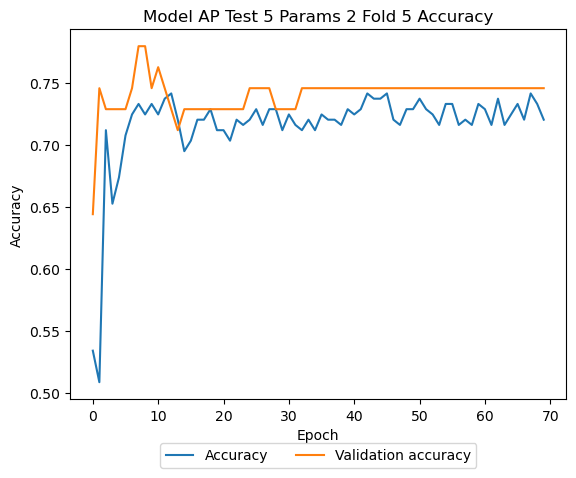 Model AP Test 5 Params 2 Fold 5 Accuracy
Accuracy
0.75
0.70
0.65
0.60
0.55
0.50
0 10 20 30 40 50 60 70
Epoch
Accuracy Validation accuracy